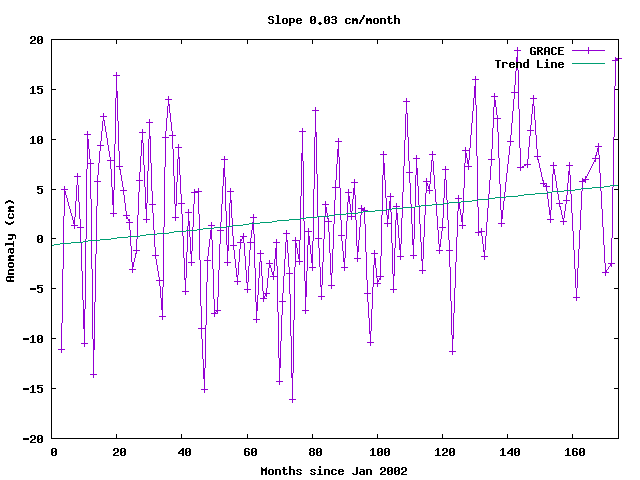 Slope 0.03 cm/month
GRACE
Trend Line
20
15
10
5
0
-5
-10
-15
-20
Anomaly (cm)
0 20 40 60 80 100 120 140 160
Months since Jan 2002